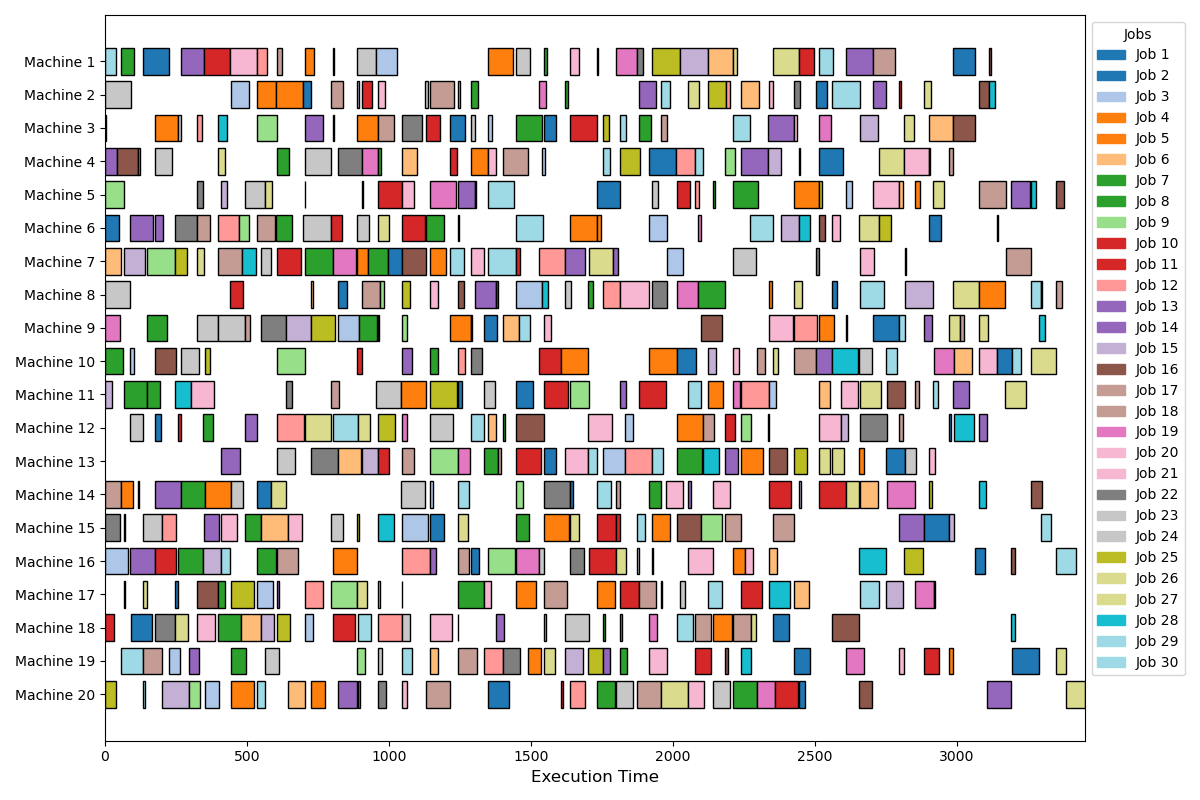 Machine 1
Machine 2
Machine 3
Machine 4
Machine 5
Machine 6
Machine 7
Machine 8
Machine 9
Machine 10
Machine 11
Machine 12
Machine 13
Machine 14
Machine 15
Machine 16
Machine 17
Machine 18
Machine 19
Machine 20
0 500 1000 1500 2000 2500 3000
Execution Time
Jobs
Job 1
Job 2
Job 3
Job 4
Job 5
Job 6
Job 7
Job 8
Job 9
Job 10
Job 11
Job 12
Job 13
Job 14
Job 15
Job 16
Job 17
Job 18
Job 19
Job 20
Job 21
Job 22
Job 23
Job 24
Job 25
Job 26
Job 27
Job 28
Job 29
Job 30